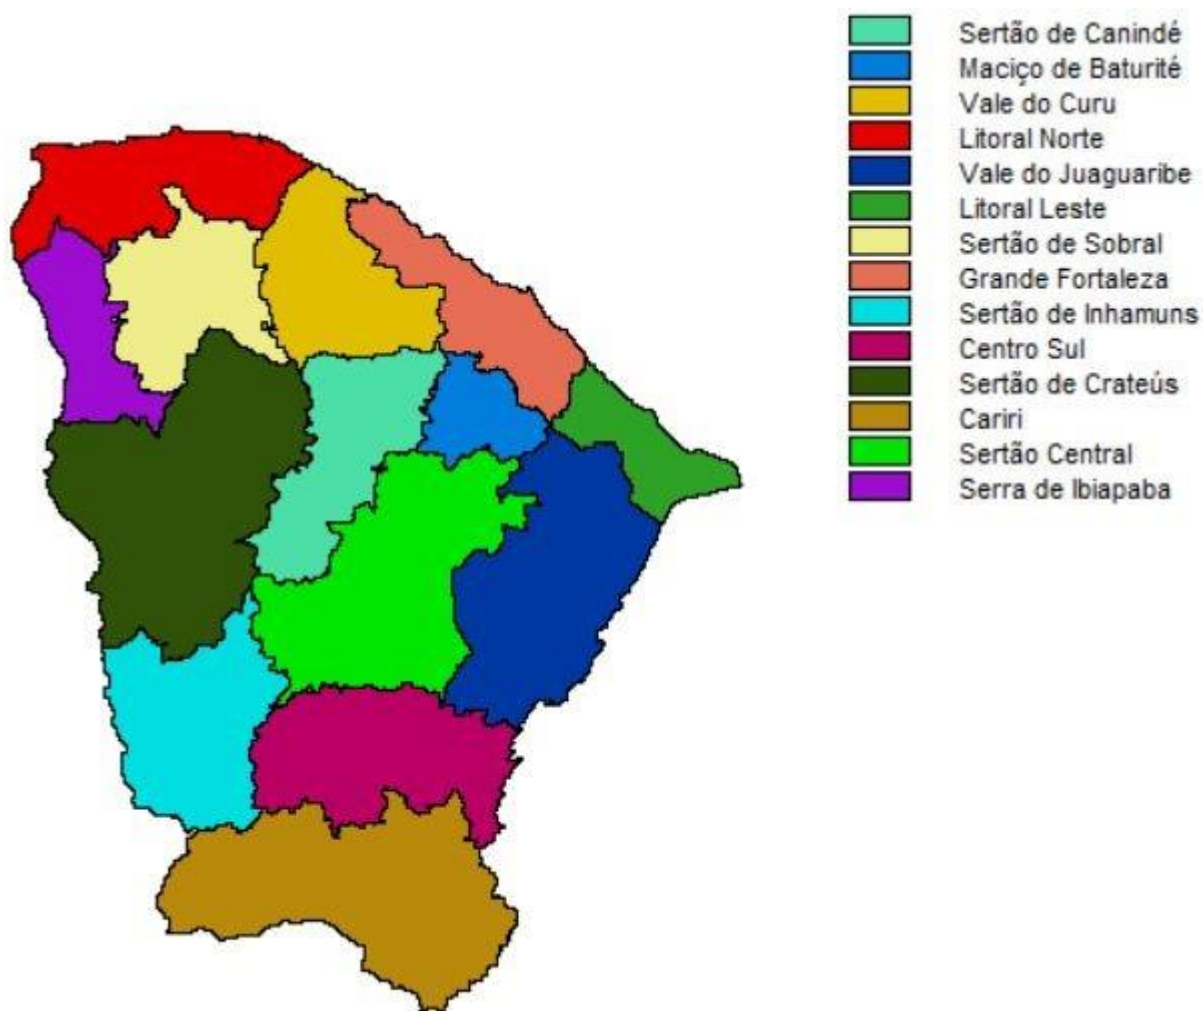 Sertão de Canindé
Maciço de Baturité
Vale do Curu
Litoral Norte
Vale do Juaguaribe
Litoral Leste
Sertão de Sobral
Grande Fortaleza
Sertão de Inhamuns
Centro Sul
Sertão de Crateús
Cariri
Sertão Central
Serra de Ibiapaba